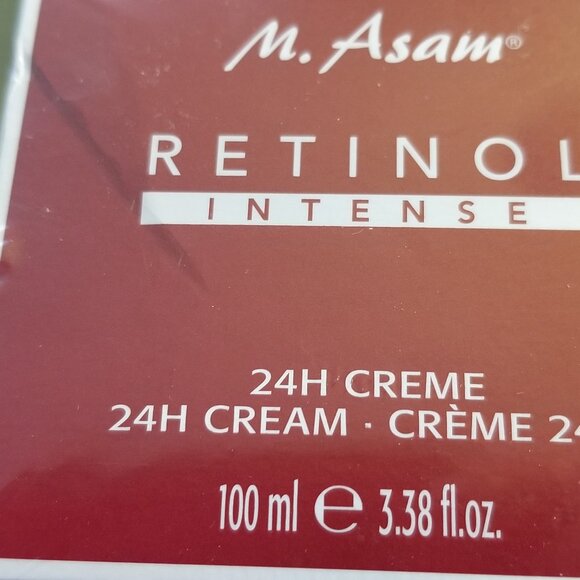 M. Asam®
RETINOL
INTENSE
24H CREME
24H CREAM · CRÈME 24
100 ml ℮ 3.38 fl.oz.